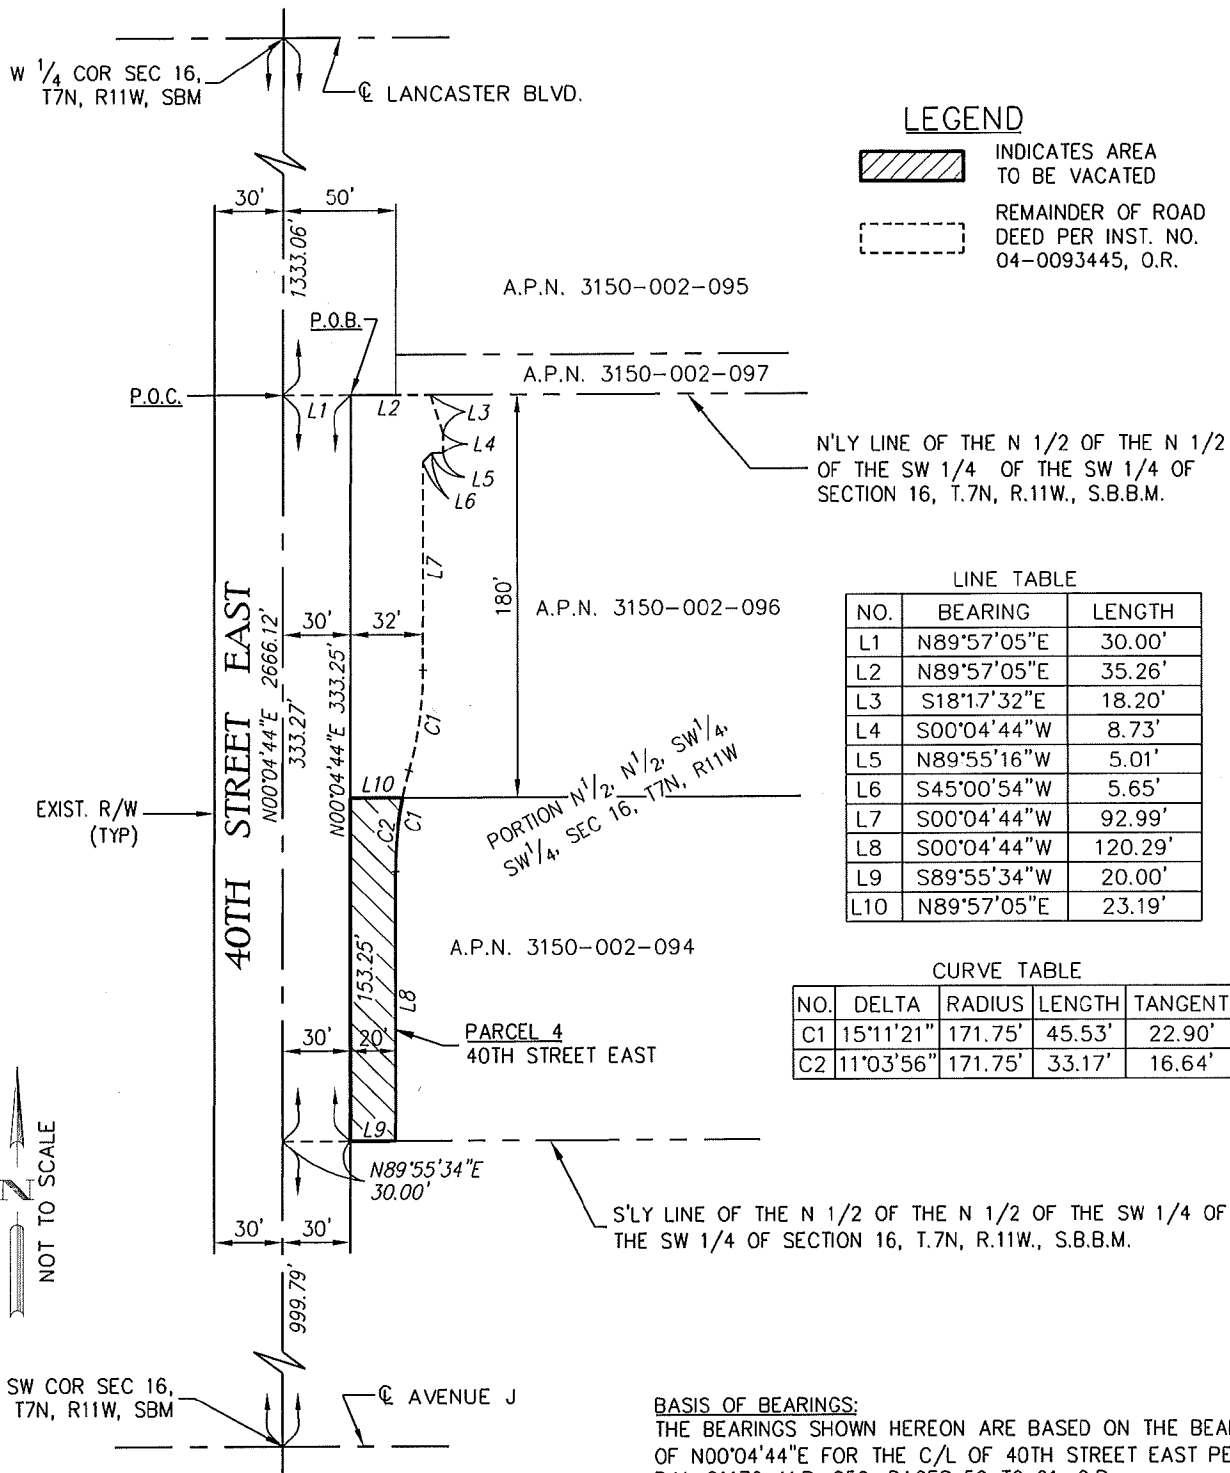 W 1/4 COR SEC 16,
T7N, R11W, SBM
℄ LANCASTER BLVD.
LEGEND
INDICATES AREA
TO BE VACATED
REMAINDER OF ROAD
DEED PER INST. NO.
04-0093445, O.R.
30'
50'
1333.06'
A.P.N. 3150-002-095
P.O.B.
A.P.N. 3150-002-097
P.O.C.
L1
L2
L3
L4
L5
L6
N'LY LINE OF THE N 1/2 OF THE N 1/2
OF THE SW 1/4 OF THE SW 1/4 OF
SECTION 16, T.7N, R.11W., S.B.B.M.
L7
180'
A.P.N. 3150-002-096
30'
32'
40TH STREET EAST
N00°04'44"E 2666.12'
333.27'
N00°04'44"E 333.25'
C1
L10
PORTION N1/2, N1/2, SW1/4,
SW1/4, SEC 16, T7N, R11W
EXIST. R/W
(TYP)
C2
C1
LINE TABLE
NO. BEARING LENGTH
L1 N89°57'05"E 30.00'
L2 N89°57'05"E 35.26'
L3 S18°17'32"E 18.20'
L4 S00°04'44"W 8.73'
L5 N89°55'16"W 5.01'
L6 S45°00'54"W 5.65'
L7 S00°04'44"W 92.99'
L8 S00°04'44"W 120.29'
L9 S89°55'34"W 20.00'
L10 N89°57'05"E 23.19'
A.P.N. 3150-002-094
CURVE TABLE
NO. DELTA RADIUS LENGTH TANGENT
C1 15°11'21" 171.75' 45.53' 22.90'
C2 11°03'56" 171.75' 33.17' 16.64'
153.25'
L8
PARCEL 4
40TH STREET EAST
30'
20'
L9
N89°55'34"E
30.00'
N
NOT TO SCALE
S'LY LINE OF THE N 1/2 OF THE N 1/2 OF THE SW 1/4 OF
THE SW 1/4 OF SECTION 16, T.7N, R.11W., S.B.B.M.
30'
30'
999.79'
SW COR SEC 16,
T7N, R11W, SBM
℄ AVENUE J
BASIS OF BEARINGS:
THE BEARINGS SHOWN HEREON ARE BASED ON THE
OF N00°04'44"E FOR THE C/L OF 40TH STREET EAST